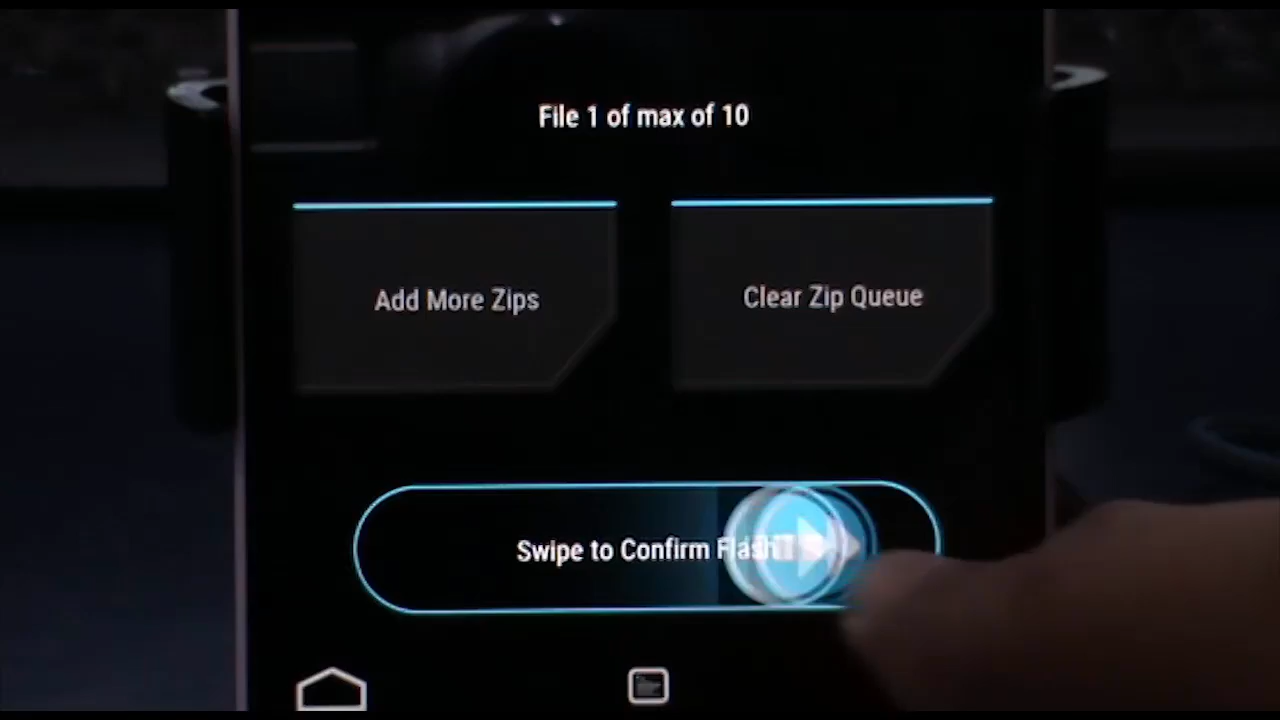 File 1 of max of 10
Add More Zips
Clear Zip Queue
Swipe to Confirm Flash